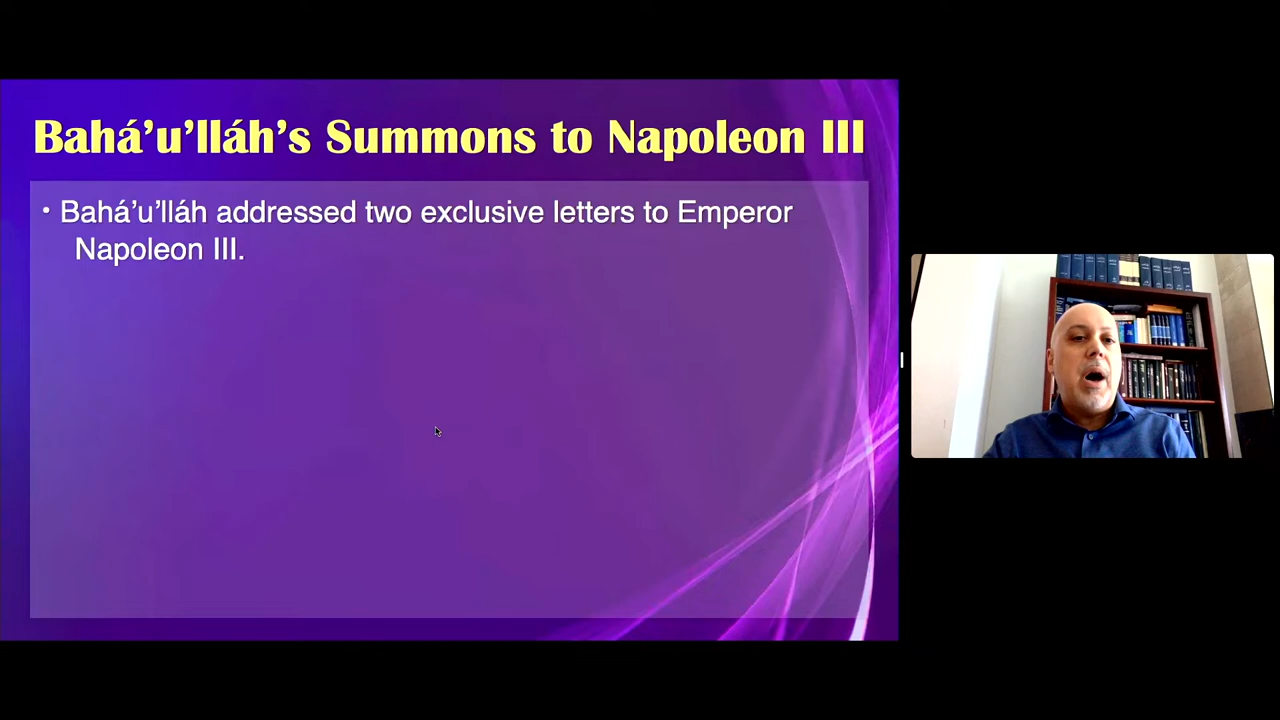 Bahá’u’lláh’s Summons to Napoleon III
• Bahá’u’lláh addressed two exclusive letters to Emperor
Napoleon III.